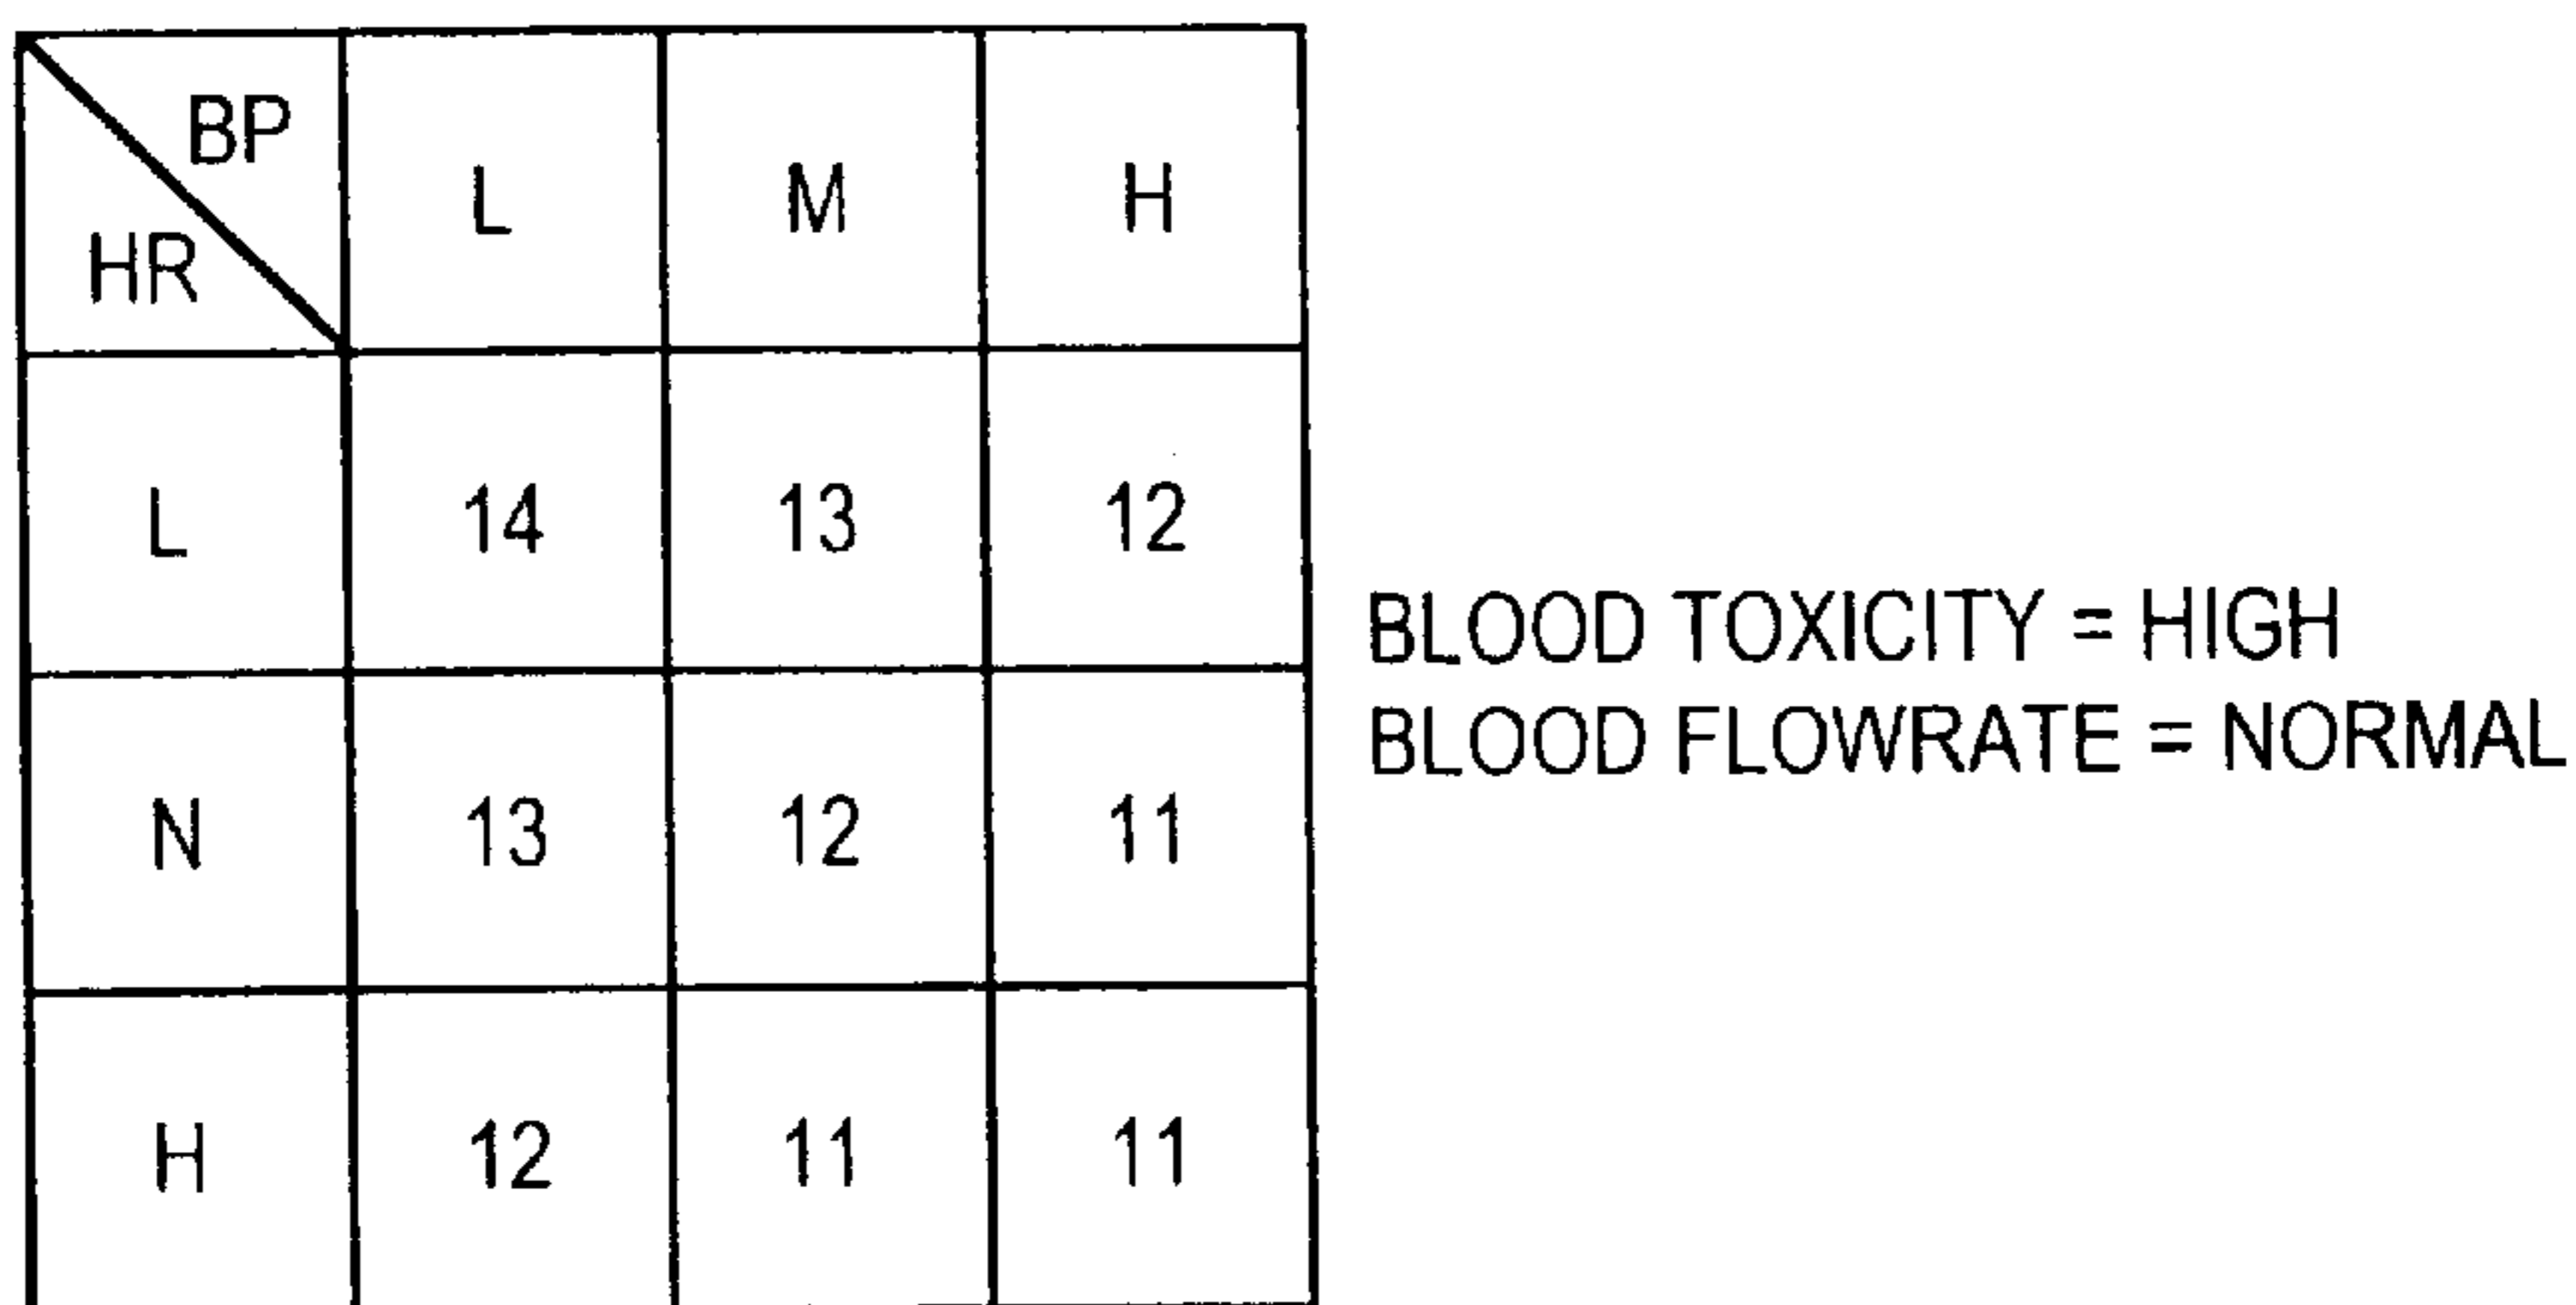 BP
HR
L M H
L 14 13 12
BLOOD TOXICITY = HIGH
BLOOD FLOWRATE = NORMAL
N 13 12 11
H 12 11 11